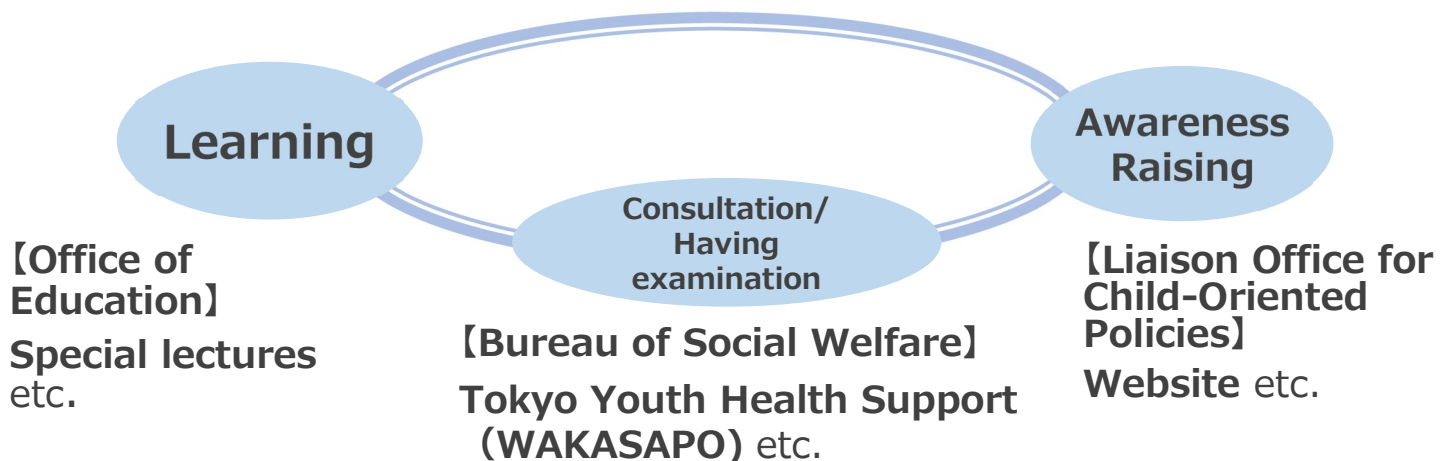 Learning
【Office of
Education】
Special lectures
etc.
Consultation/
Having
examination
【Bureau of Social Welfare】
Tokyo Youth Health Support
（WAKASAPO) etc.
Awareness
Raising
【Liaison Office for
Child-Oriented
Policies】
Website etc.